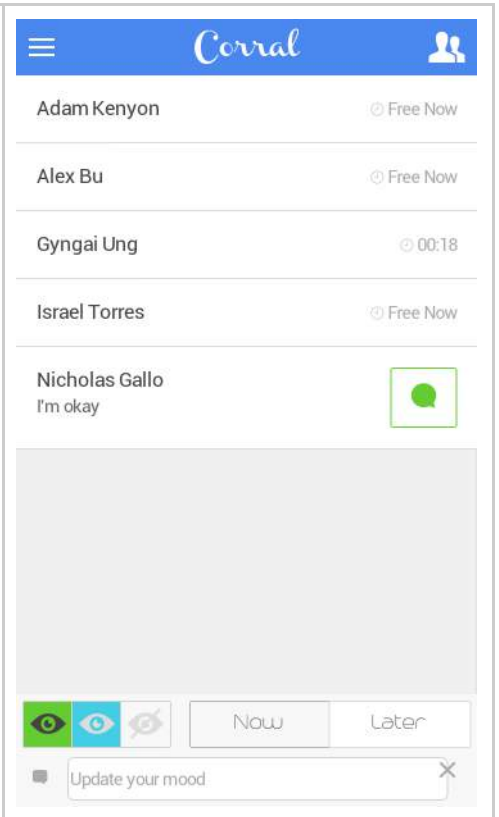 Corral
Adam Kenyon Free Now
Alex Bu Free Now
Gyngai Ung 00:18
Israel Torres Free Now
Nicholas Gallo
I'm okay
Now Later
Update your mood